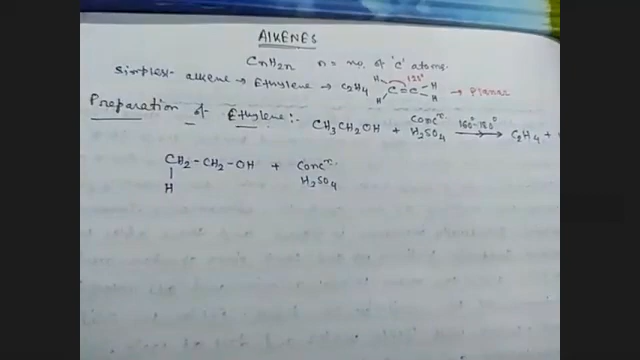 ALKENES
CnH2n n = no. of 'C' atoms.
Simplest alkene → Ethylene → C2H4 H H C=C H H 121° → Planar
Preparation of Ethylene:- CH3CH2OH + Concn. H2SO4 160°-180° → C2H4 +
CH2-CH2-OH + Concn.
H H2SO4